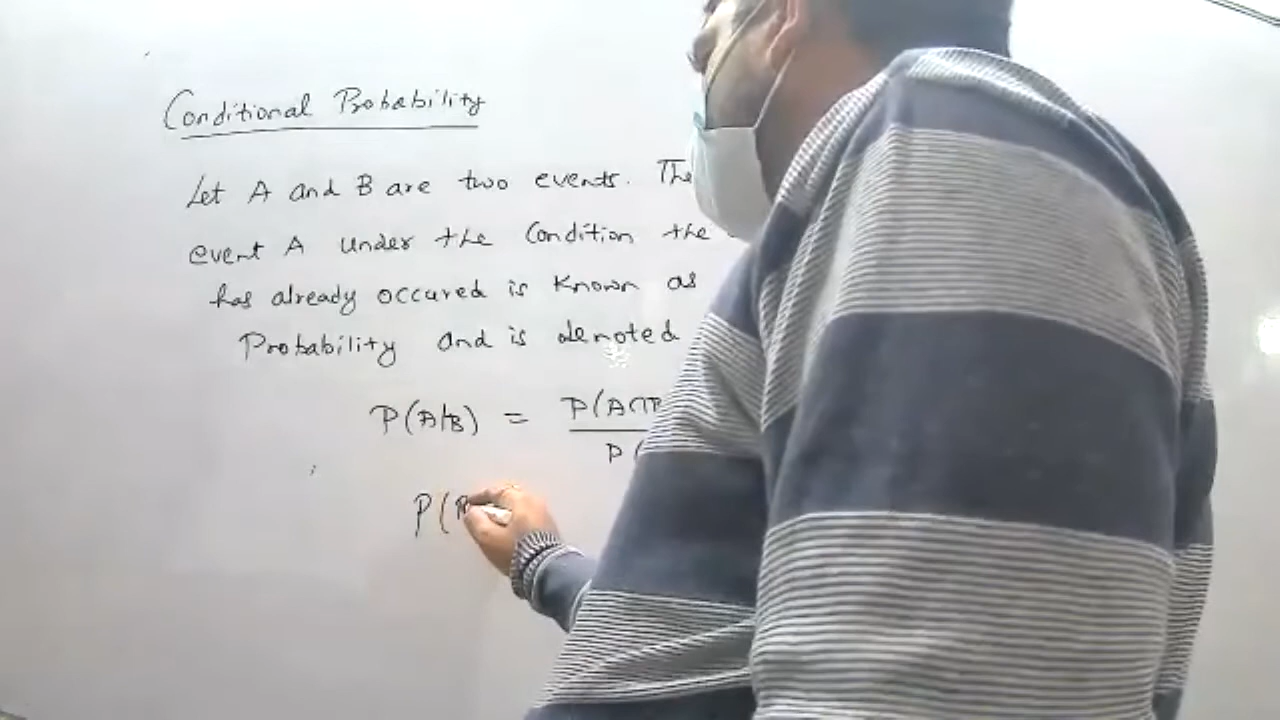 Conditional Probability
Let A and B are two events. The
event A under the Condition the
has already occured is known as
Probability and is denoted
P(A/B) = P(A∩B
P(
P(B